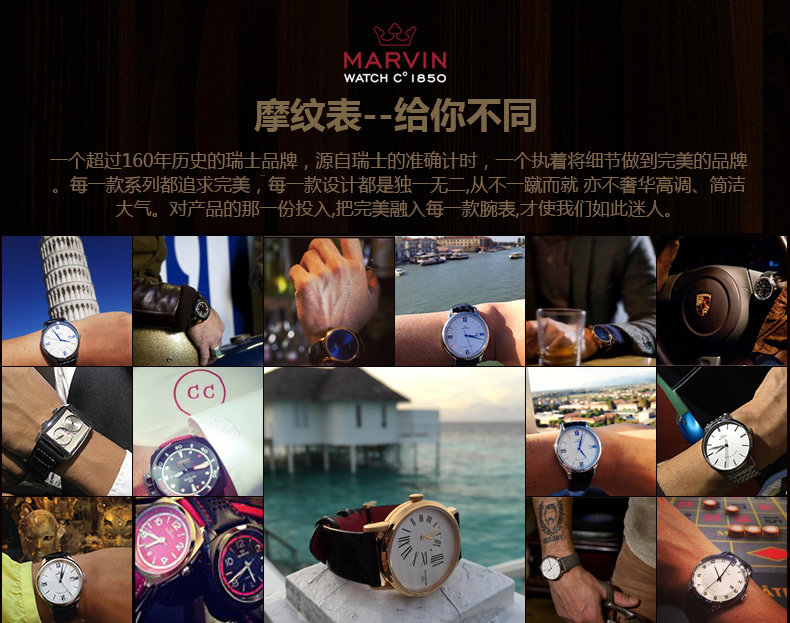 MARVIN
WATCH C° 1850
摩纹表--给你不同
一个超过160年历史的瑞士品牌，源自瑞士的准确计时，一个执着将细节做到完美的品牌
。每一款系列都追求完美，每一款设计都是独一无二,从不一蹴而就 亦不奢华高调、简洁
大气。对产品的那一份投入,把完美融入每一款腕表,才使我们如此迷人。
CC